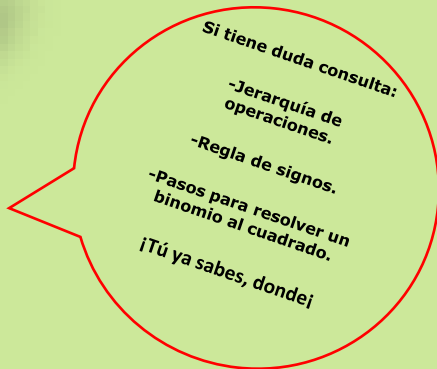 Si tiene duda consulta:
-Jerarquía de
operaciones.
-Regla de signos.
-Pasos para resolver un
binomio al cuadrado.
¡Tú ya sabes, donde¡